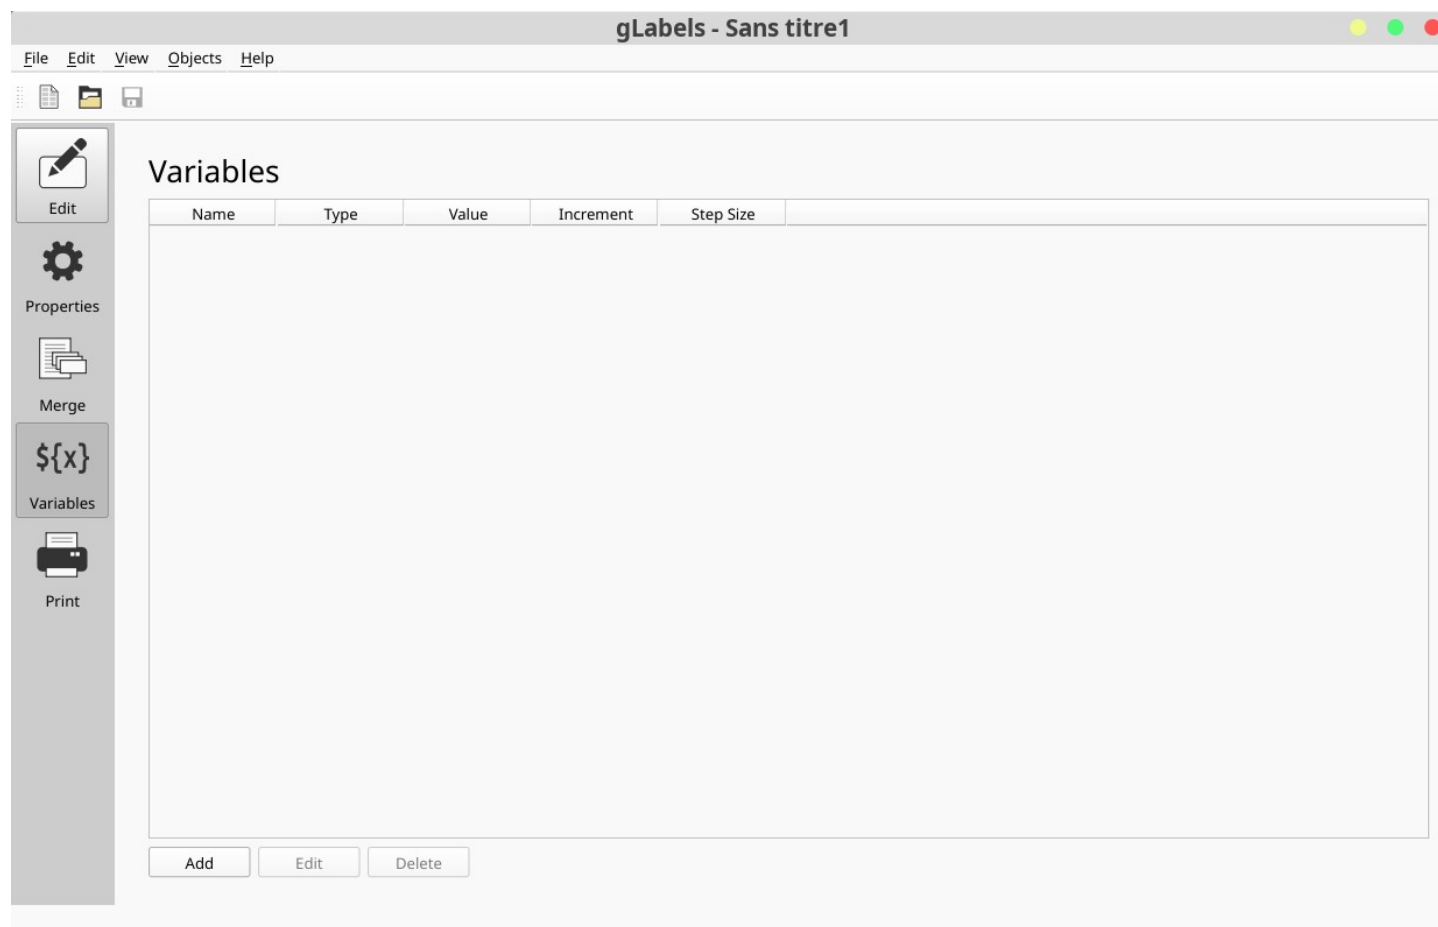 gLabels - Sans titre1
File Edit View Objects Help
Edit
Properties
Merge
${x}
Variables
Print
Variables
Name Type Value Increment Step Size
Add Edit Delete